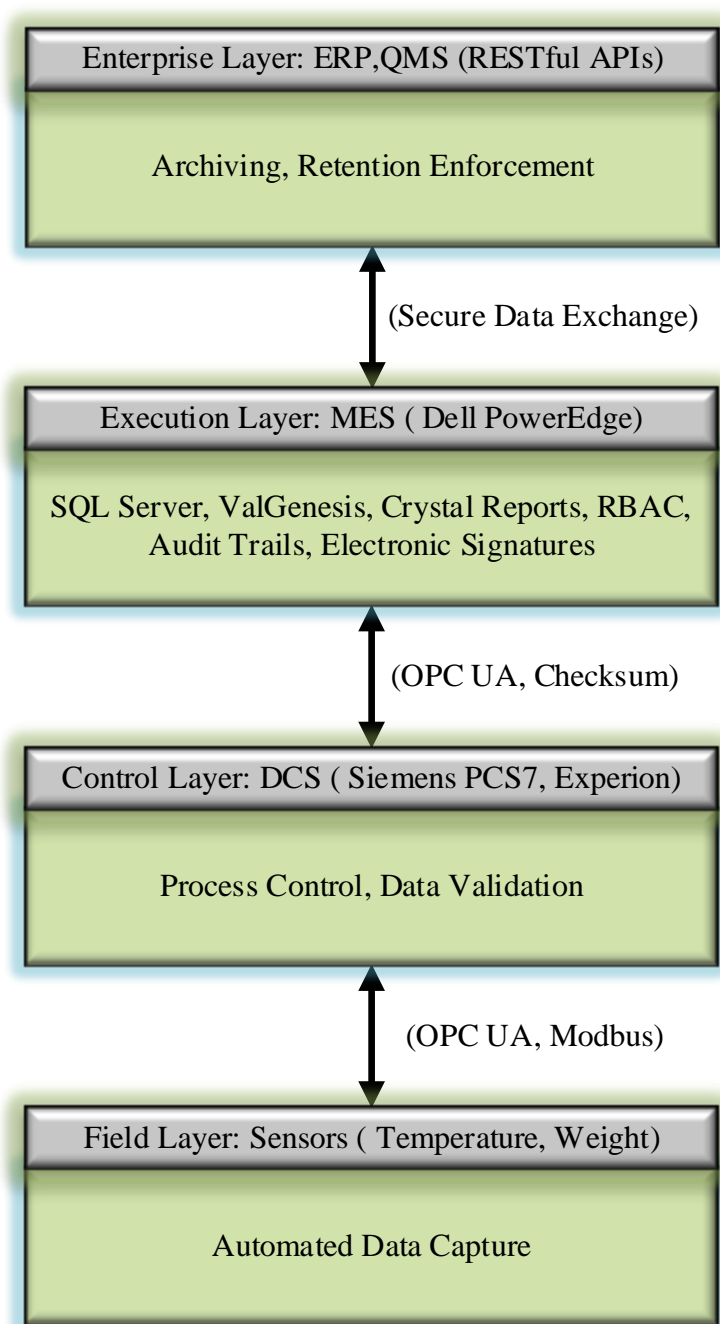 Enterprise Layer: ERP,QMS (RESTful APIs)
Archiving, Retention Enforcement
(Secure Data Exchange)
Execution Layer: MES ( Dell PowerEdge)
SQL Server, ValGenesis, Crystal Reports, RBAC,
Audit Trails, Electronic Signatures
(OPC UA, Checksum)
Control Layer: DCS ( Siemens PCS7, Experion)
Process Control, Data Validation
(OPC UA, Modbus)
Field Layer: Sensors ( Temperature, Weight)
Automated Data Capture